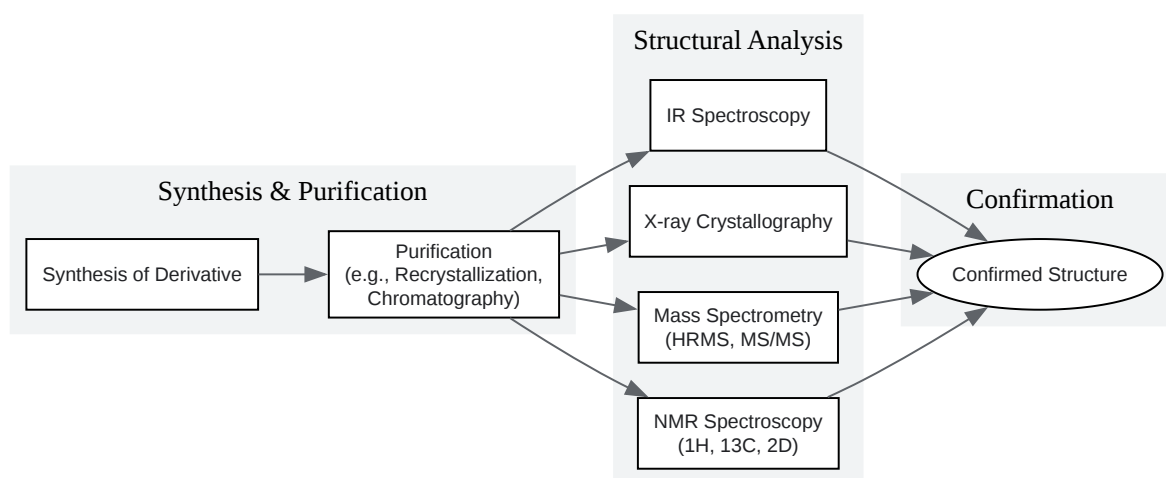 Synthesis & Purification
Synthesis of Derivative
Purification
(e.g., Recrystallization,
Chromatography)
Structural Analysis
IR Spectroscopy
X-ray Crystallography
Mass Spectrometry
(HRMS, MS/MS)
NMR Spectroscopy
(1H, 13C, 2D)
Confirmation
Confirmed Structure